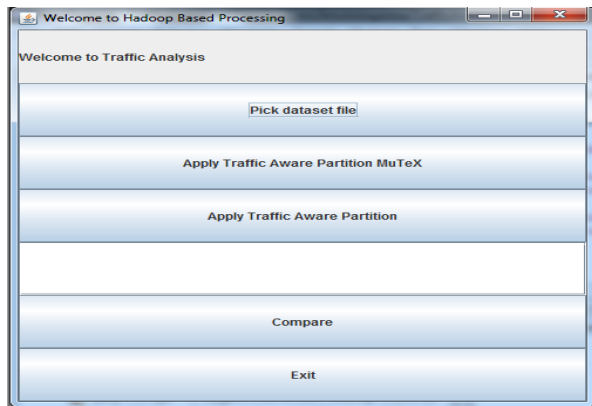 Welcome to Hadoop Based Processing
Welcome to Traffic Analysis
Pick dataset file
Apply Traffic Aware Partition MuTeX
Apply Traffic Aware Partition
Compare
Exit